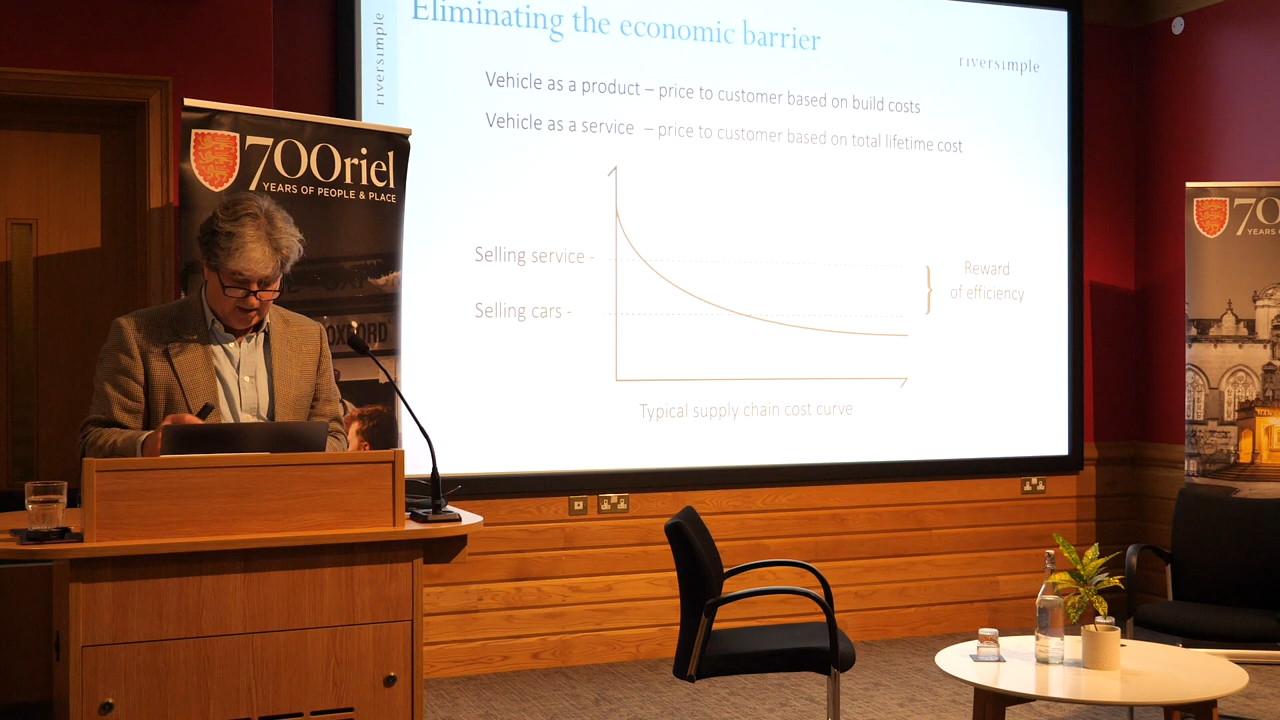 Eliminating the economic barrier
riversimple
riversimple
Vehicle as a product – price to customer based on build costs
Vehicle as a service – price to customer based on total lifetime cost
Selling service -
Selling cars -
Reward
of efficiency
Typical supply chain cost curve
700riel
YEARS OF PEOPLE & PLACE
OXFORD
70
YEARS